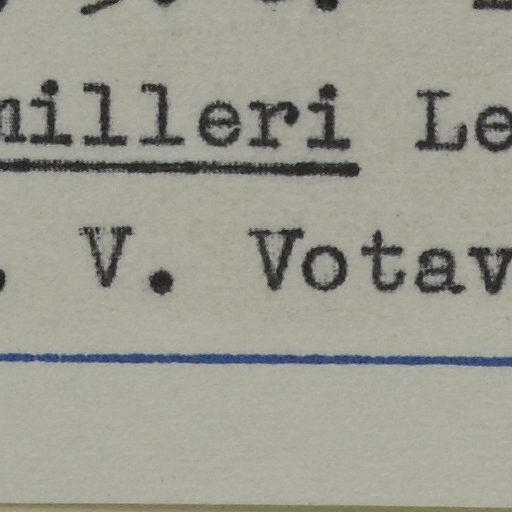 milleri Le
. V. Votav